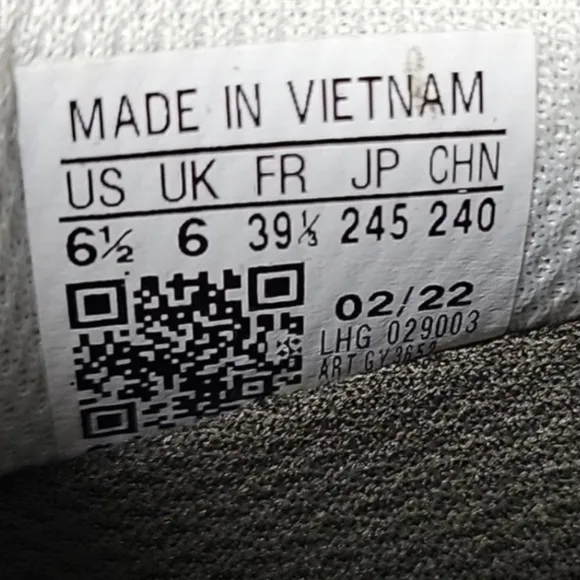 MADE IN VIETNAM
US UK FR JP CHN
6½ 6 39⅓ 245 240
02/22
LHG 029003
ART